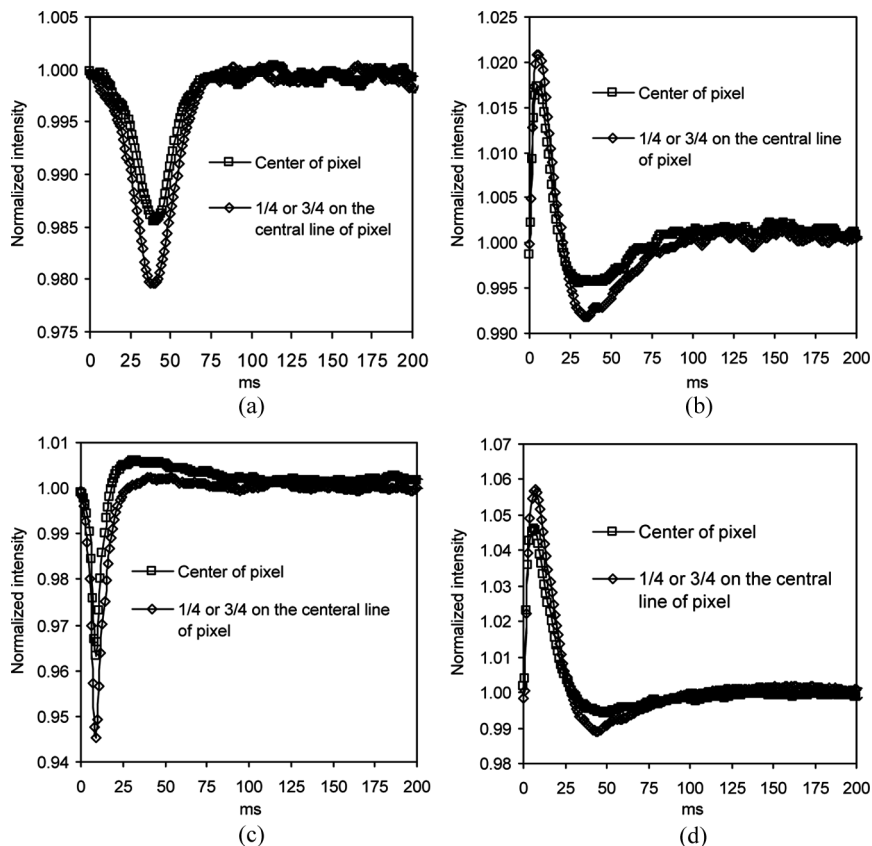 1.005
1.000
0.995
0.990
0.985
0.980
0.975
Normalized intensity
Center of pixel
1/4 or 3/4 on the
central line of pixel
0 25 50 75 100 125 150 175 200
ms
(a)
1.025
1.020
1.015
1.010
1.005
1.000
0.995
0.990
Normalized intensity
Center of pixel
1/4 or 3/4 on the central line
of pixel
0 25 50 75 100 125 150 175 200
ms
(b)
1.01
1.00
0.99
0.98
0.97
0.96
0.95
0.94
Normalized intensity
Center of pixel
1/4 or 3/4 on the centeral line
of pixel
0 25 50 75 100 125 150 175 200
ms
(c)
1.07
1.06
1.05
1.04
1.03
1.02
1.01
1.00
0.99
0.98
Normalized intensity
Center of pixel
1/4 or 3/4 on the central
line of pixel
0 25 50 75 100 125 150 175 200
ms
(d)